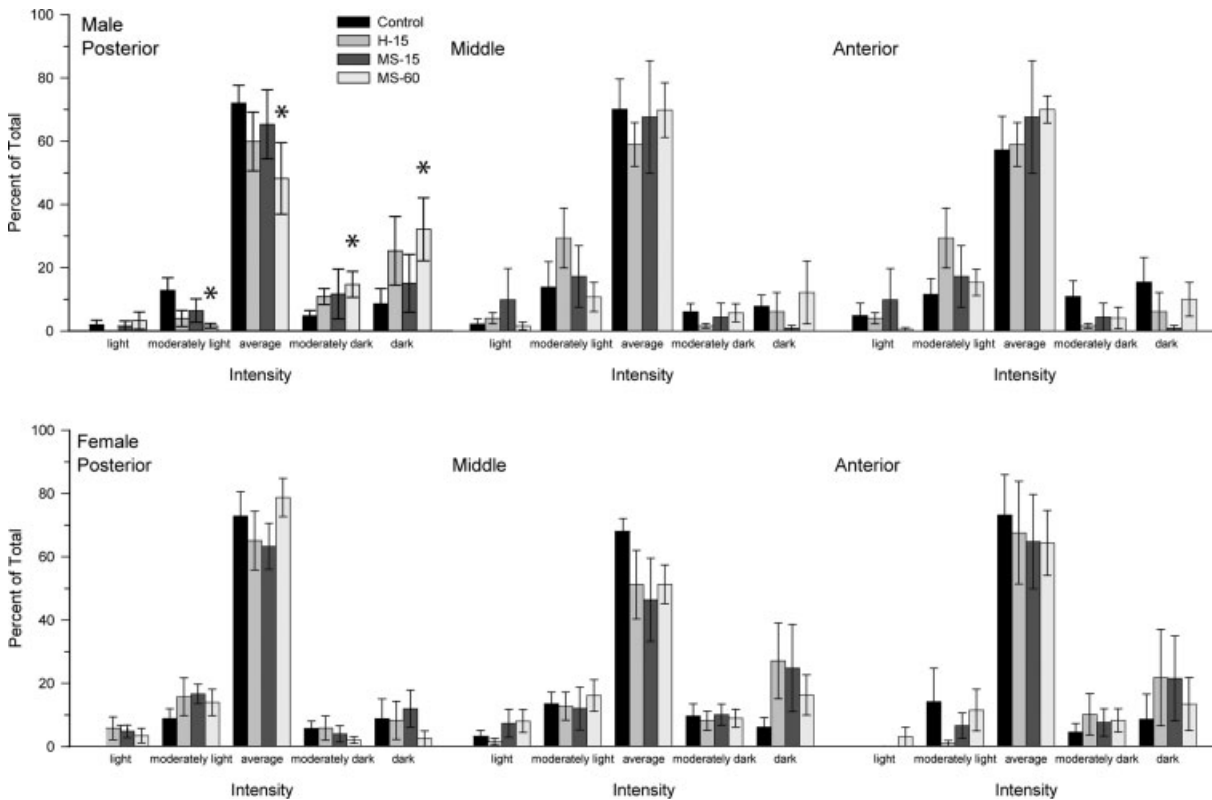 100
Male
Posterior
Control
H-15
MS-15
MS-60
Middle
Anterior
80
60
40
20
0
Percent of Total
*
*
*
*
light moderately light average moderately dark dark
light moderately light average moderately dark dark
light moderately light average moderately dark dark
Intensity
Intensity
Intensity
100
Female
Posterior
Middle
Anterior
80
60
40
20
0
Percent of Total
light moderately light average moderately dark dark
light moderately light average moderately dark dark
light moderately light average moderately dark dark
Intensity
Intensity
Intensity